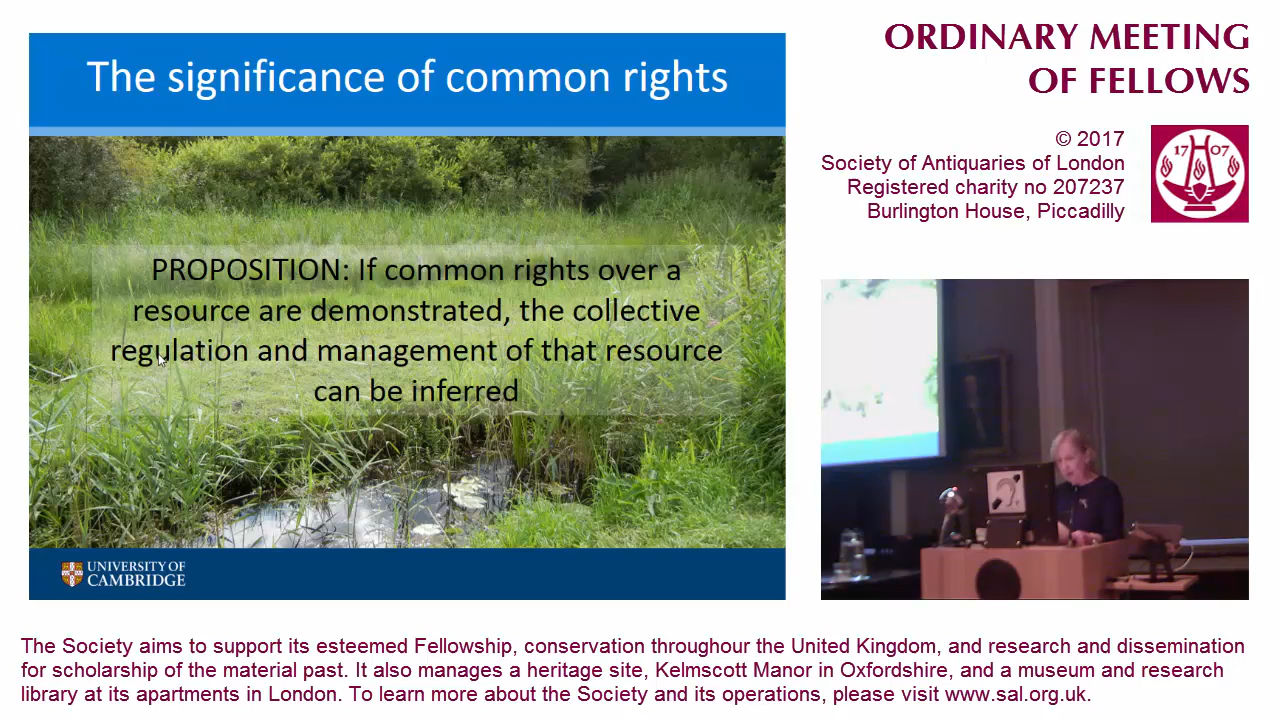 The significance of common rights
PROPOSITION: If common rights over a
resource are demonstrated, the collective
regulation and management of that resource
can be inferred
UNIVERSITY OF
CAMBRIDGE
ORDINARY MEETING
OF FELLOWS
© 2017
Society of Antiquaries of London
Registered charity no 207237
Burlington House, Piccadilly
17 07
The Society aims to support its esteemed Fellowship, conservation throughour the United Kingdom, and research and dissemination
for scholarship of the material past. It also manages a heritage site, Kelmscott Manor in Oxfordshire, and a museum and research
library at its apartments in London. To learn more about the Society and its operations, please visit www.sal.org.uk.